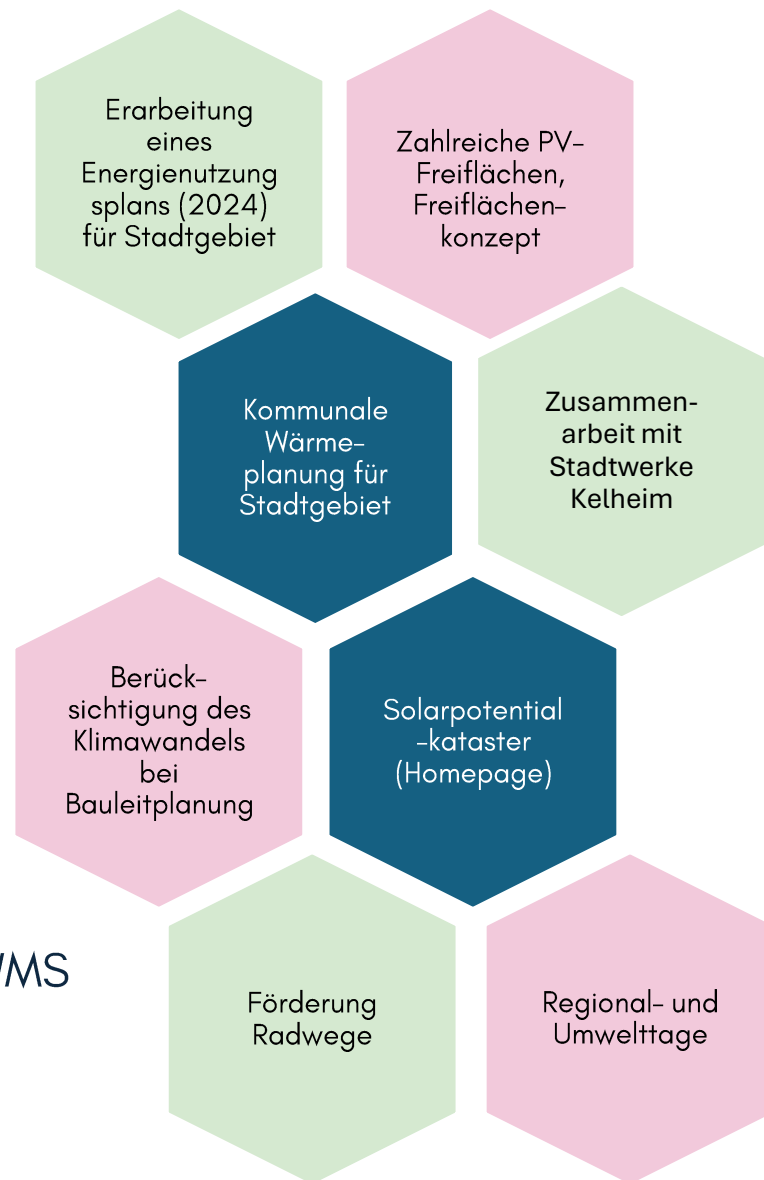 Erarbeitung
eines
Energienutzung
splans (2024)
für Stadtgebiet
Zahlreiche PV-
Freiflächen,
Freiflächen-
konzept
Kommunale
Wärme-
planung für
Stadtgebiet
Zusammen-
arbeit mit
Stadtwerke
Kelheim
Berück-
sichtigung des
Klimawandels
bei
Bauleitplanung
Solarpotential
-kataster
(Homepage)
MS
Förderung
Radwege
Regional- und
Umwelttage